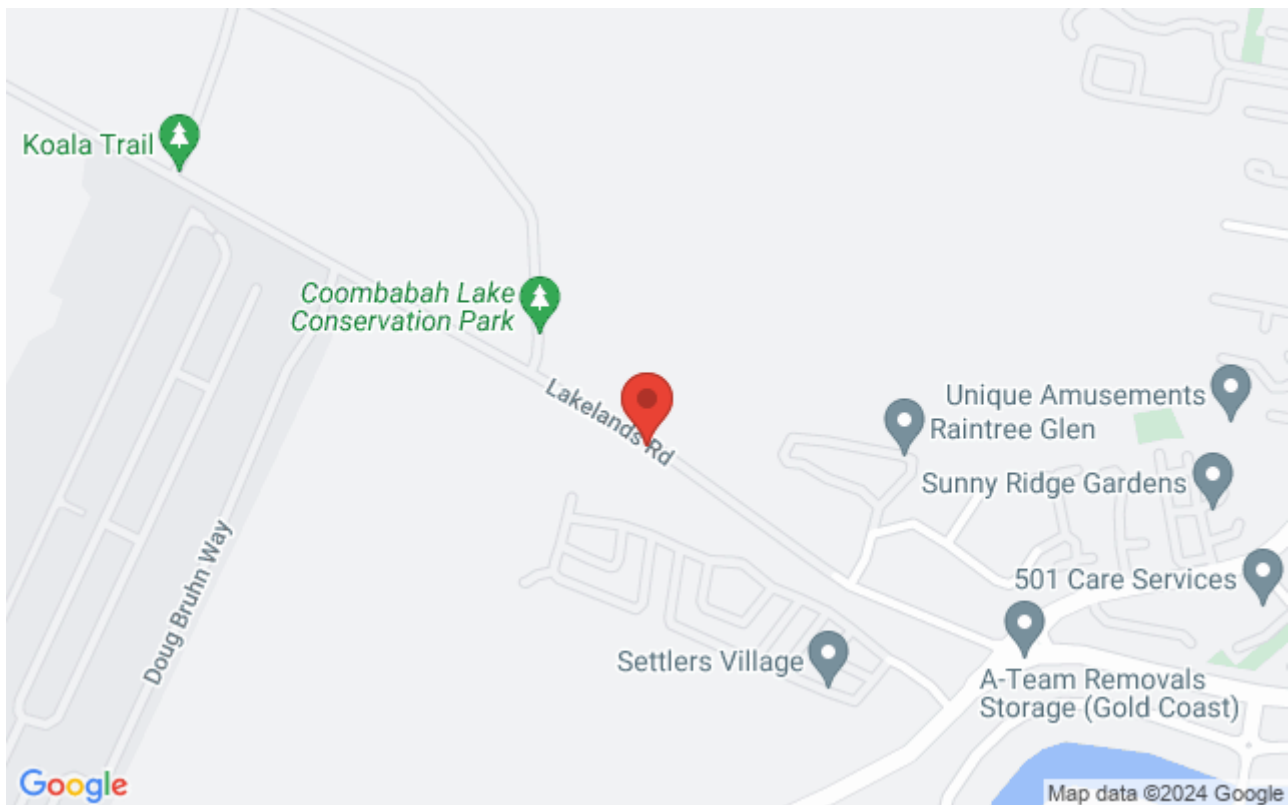 Koala Trail
Coombabah Lake
Conservation Park
Lakelands Rd
Unique Amusements
Raintree Glen
Sunny Ridge Gardens
Doug Bruhn Way
501 Care Services
Settlers Village
A-Team Removals
Storage (Gold Coast)
Google
Map data ©2024 Google